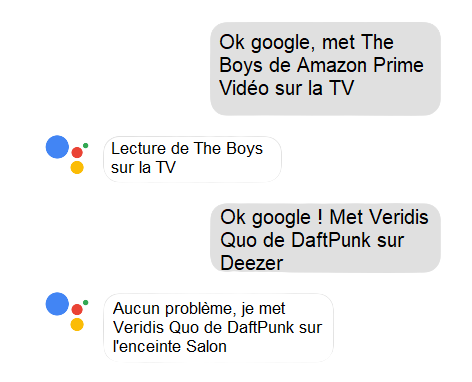 Ok google, met The
Boys de Amazon Prime
Vidéo sur la TV
Lecture de The Boys
sur la TV
Ok google ! Met Veridis
Quo de DaftPunk sur
Deezer
Aucun problème, je met
Veridis Quo de DaftPunk sur
l'enceinte Salon